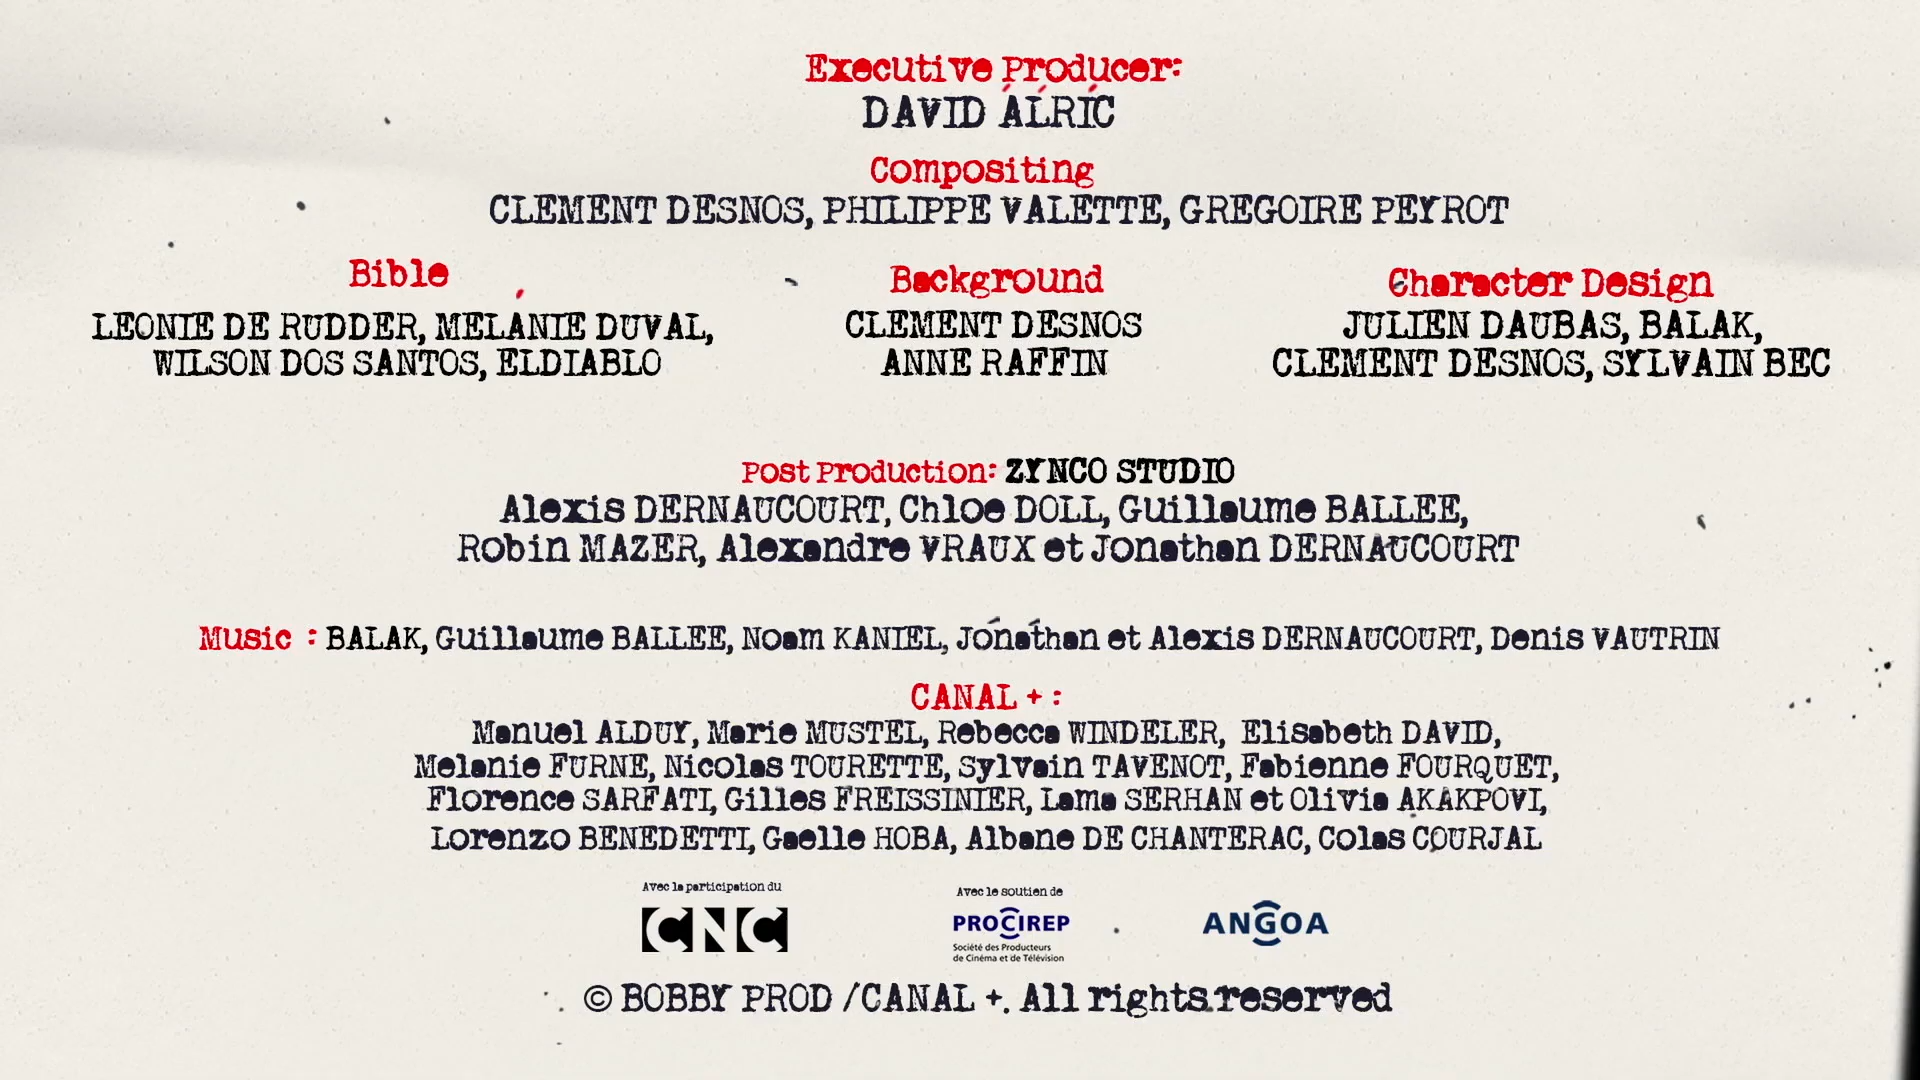 Executive Producer:
DAVID ALRIC
Compositing
CLEMENT DESNOS, PHILIPPE VALETTE, GREGOIRE PEYROT
Bible
LEONIE DE RUDDER, MELANIE DUVAL,
WILSON DOS SANTOS, ELDIABLO
Background
CLEMENT DESNOS
ANNE RAFFIN
Character Design
JULIEN DAUBAS, BALAK,
CLEMENT DESNOS, SYLVAIN BEC
Post Production: ZYNCO STUDIO
Alexis DERNAUCOURT, Chloe DOLL, Guillaume BALLEE,
Robin MAZER, Alexandre VRAUX et Jonathan DERNAUCOURT
Music : BALAK, Guillaume BALLEE, Noam KANIEL, Jonathan et Alexis DERNAUCOURT, Denis VAUTRIN
CANAL + :
Manuel ALDUY, Marie MUSTEL, Rebecca WINDELER, Elisabeth DAVID,
Melanie FURNE, Nicolas TOURETTE, Sylvain TAVENOT, Fabienne FOURQUET,
Florence SARFATI, Gilles FREISSINIER, Lama SERHAN et Olivia AKAKPOVI,
Lorenzo BENEDETTI, Gaelle HOBA, Albane DE CHANTERAC, Colas COURJAL
Avec la participation du
CNC
Avec le soutien de
PROCIREP
Société des Producteurs
de Cinéma et de Télévision
ANGOA
© BOBBY PROD /CANAL +. All rights reserved